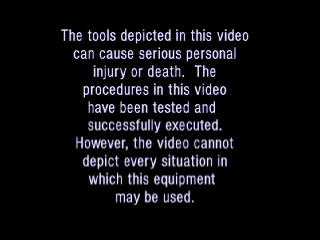 The tools depicted in this video
can cause serious personal
injury or death. The
procedures in this video
have been tested and
successfully executed.
However, the video cannot
depict every situation in
which this equipment
may be used.